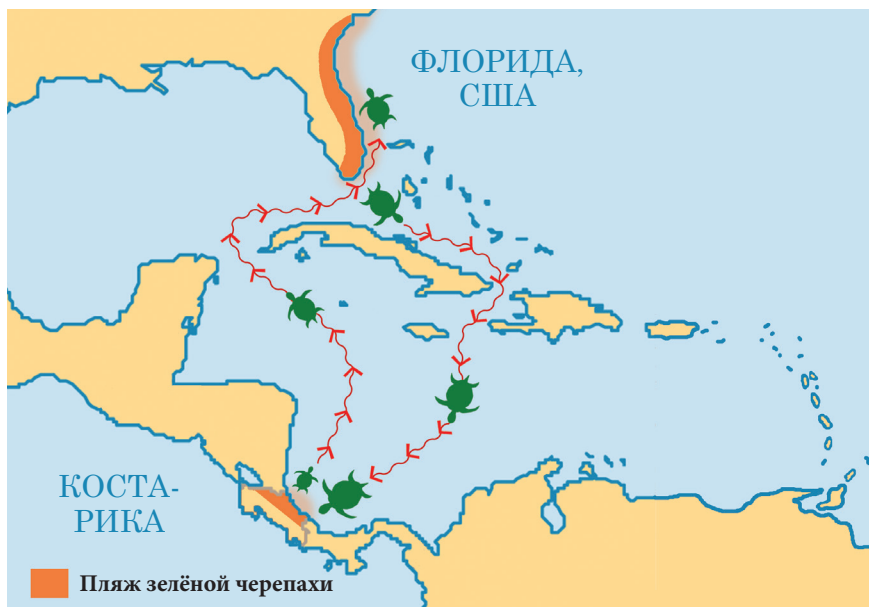 ФЛОРИДА,
США
КОСТА-
РИКА
Пляж зелёной черепахи